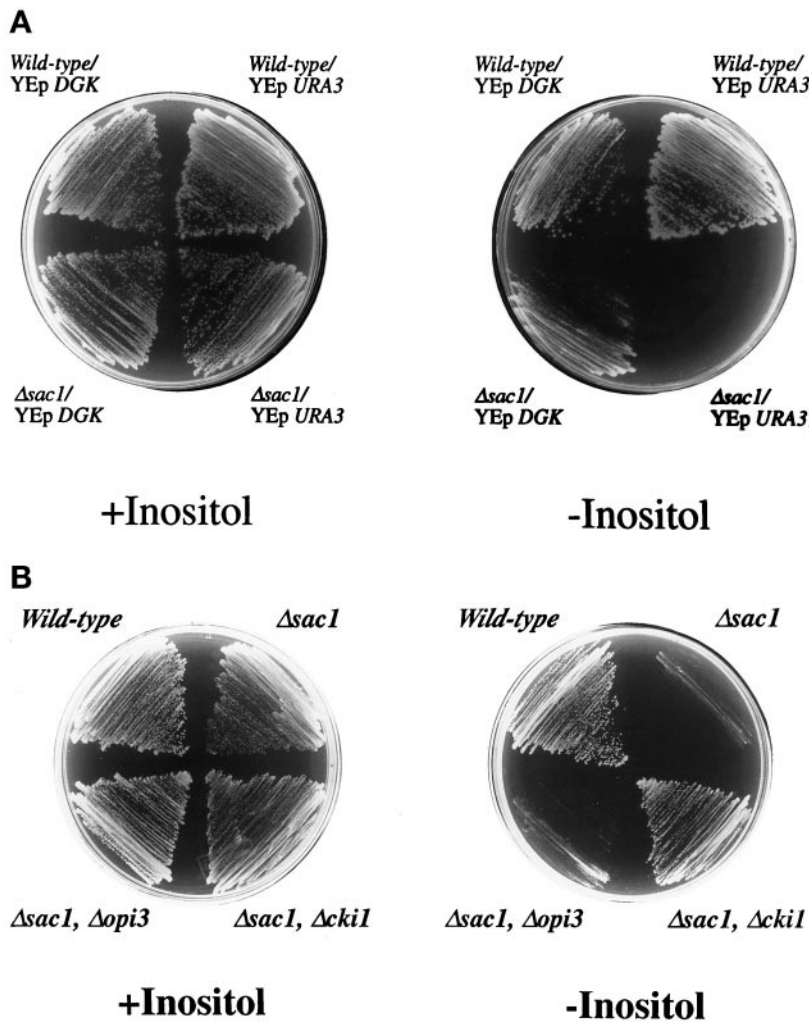 A
Wild-type/
YEp DGK
Wild-type/
YEp URA3
Wild-type/
YEp DGK
Wild-type/
YEp URA3
Δsac1/
YEp DGK
Δsac1/
YEp URA3
Δsac1/
YEp DGK
Δsac1/
YEp URA3
+Inositol
-Inositol
B
Wild-type
Δsac1
Wild-type
Δsac1
Δsac1, Δopi3
Δsac1, Δcki1
Δsac1, Δopi3
Δsac1, Δcki1
+Inositol
-Inositol